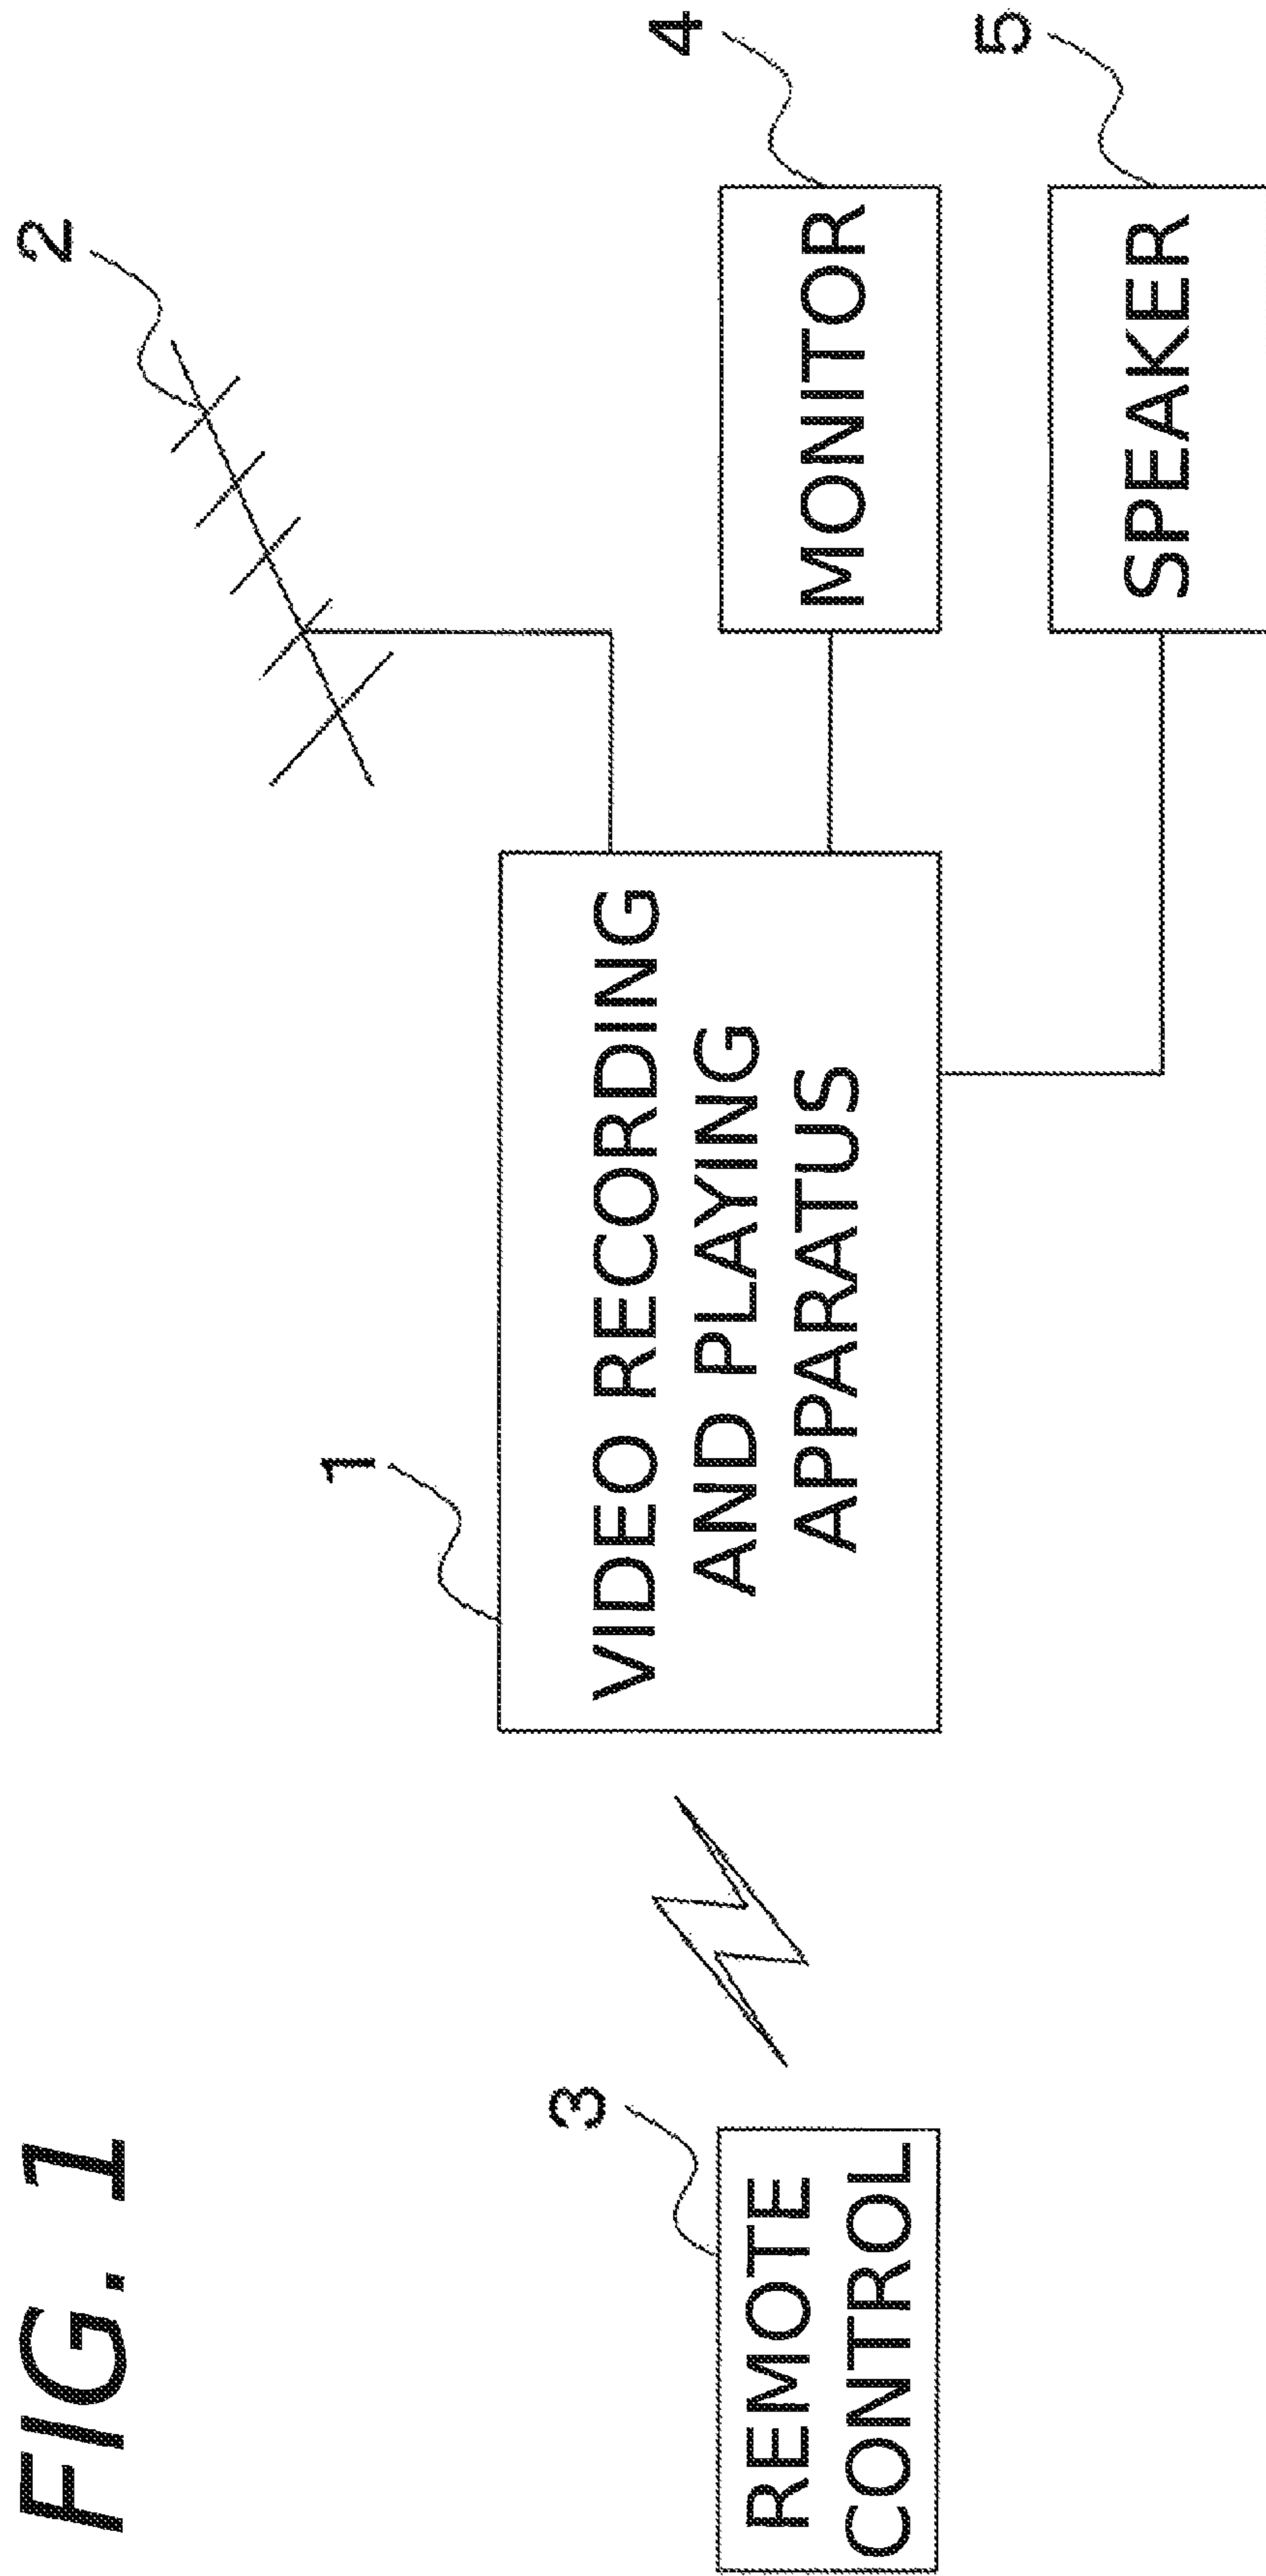 FIG. 1
2
1
VIDEO RECORDING
AND PLAYING
APPARATUS
3
REMOTE
CONTROL
4
MONITOR
5
SPEAKER